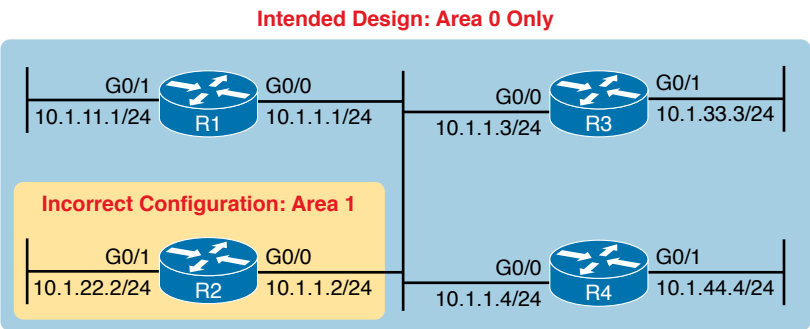 Intended Design: Area 0 Only
G0/1
G0/0
10.1.11.1/24
R1
10.1.1.1/24
G0/0
G0/1
10.1.1.3/24
R3
10.1.33.3/24
Incorrect Configuration: Area 1
G0/1
G0/0
10.1.22.2/24
R2
10.1.1.2/24
G0/0
G0/1
10.1.1.4/24
R4
10.1.44.4/24